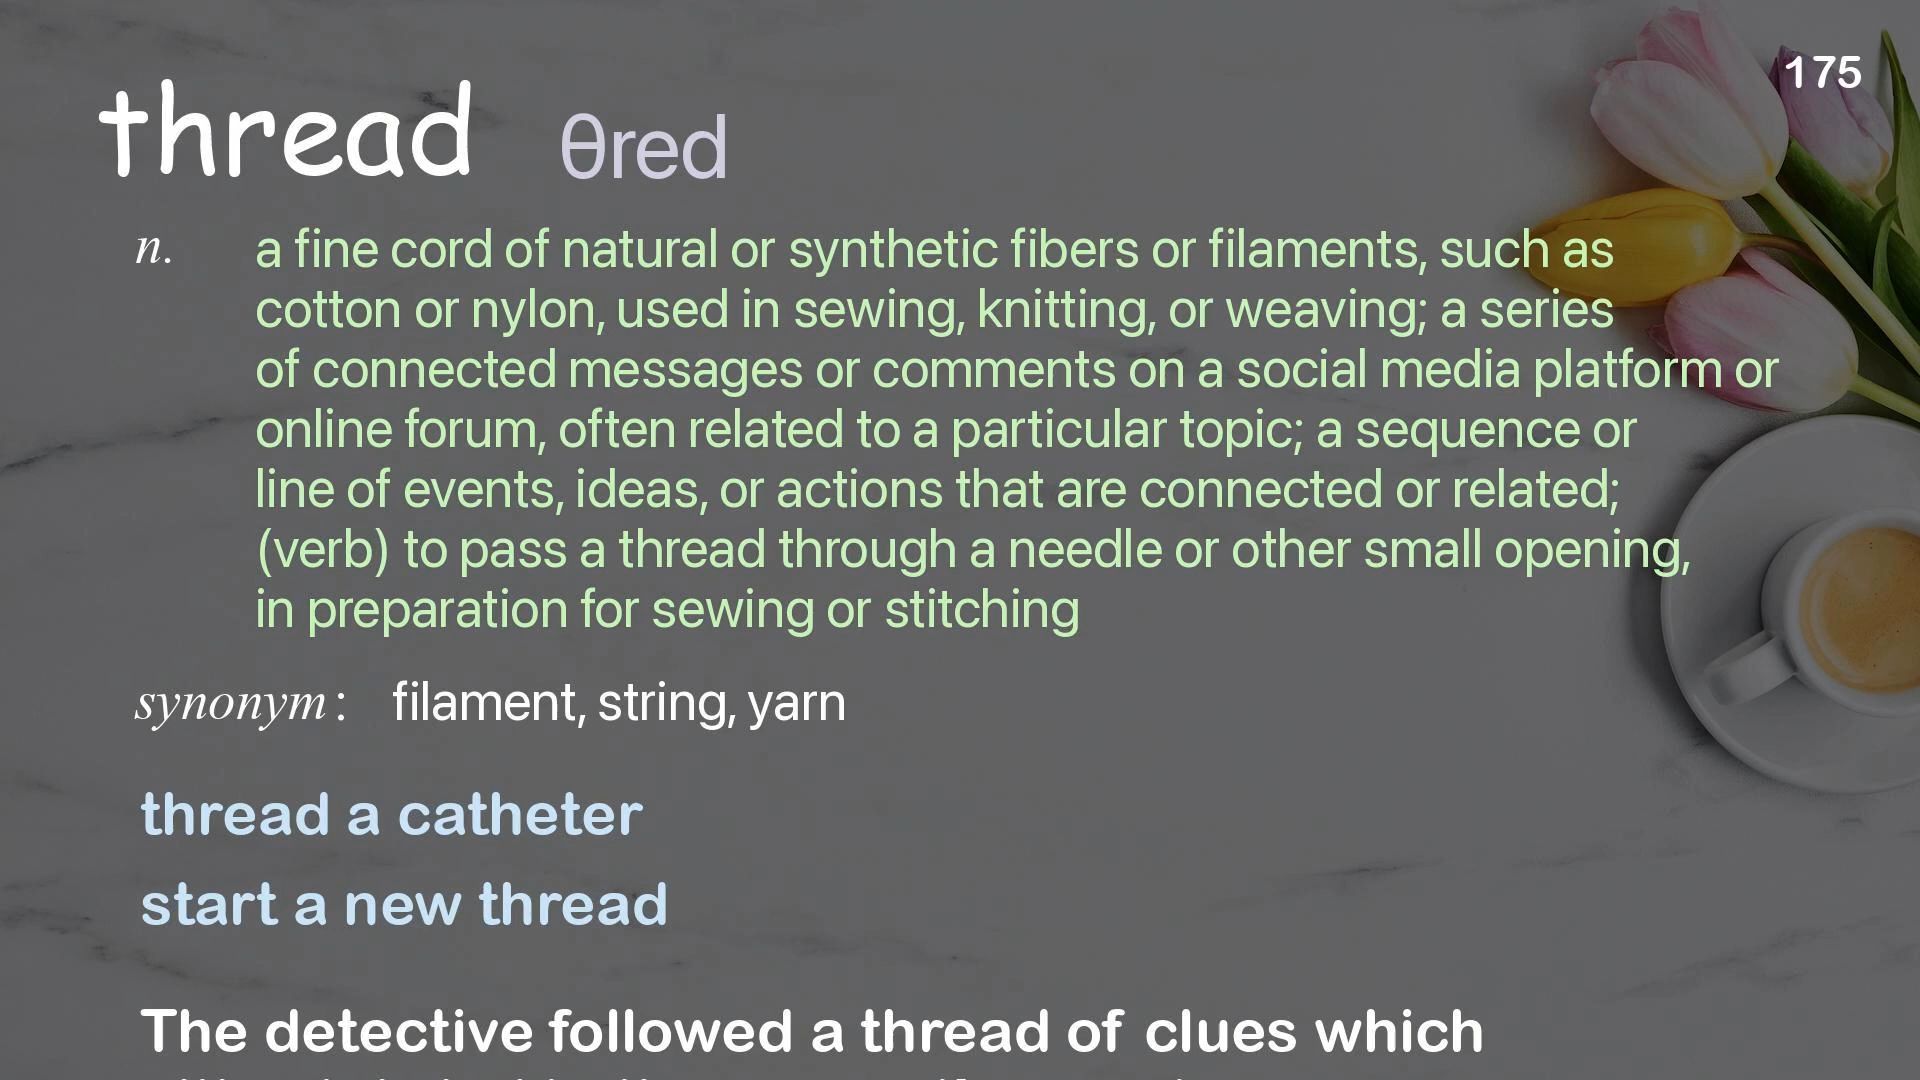 175
thread θred
n. a fine cord of natural or synthetic fibers or filaments, such as
cotton or nylon, used in sewing, knitting, or weaving; a series
of connected messages or comments on a social media platform or
online forum, often related to a particular topic; a sequence or
line of events, ideas, or actions that are connected or related;
(verb) to pass a thread through a needle or other small opening,
in preparation for sewing or stitching
synonym: filament, string, yarn
thread a catheter
start a new thread
The detective followed a thread of clues which